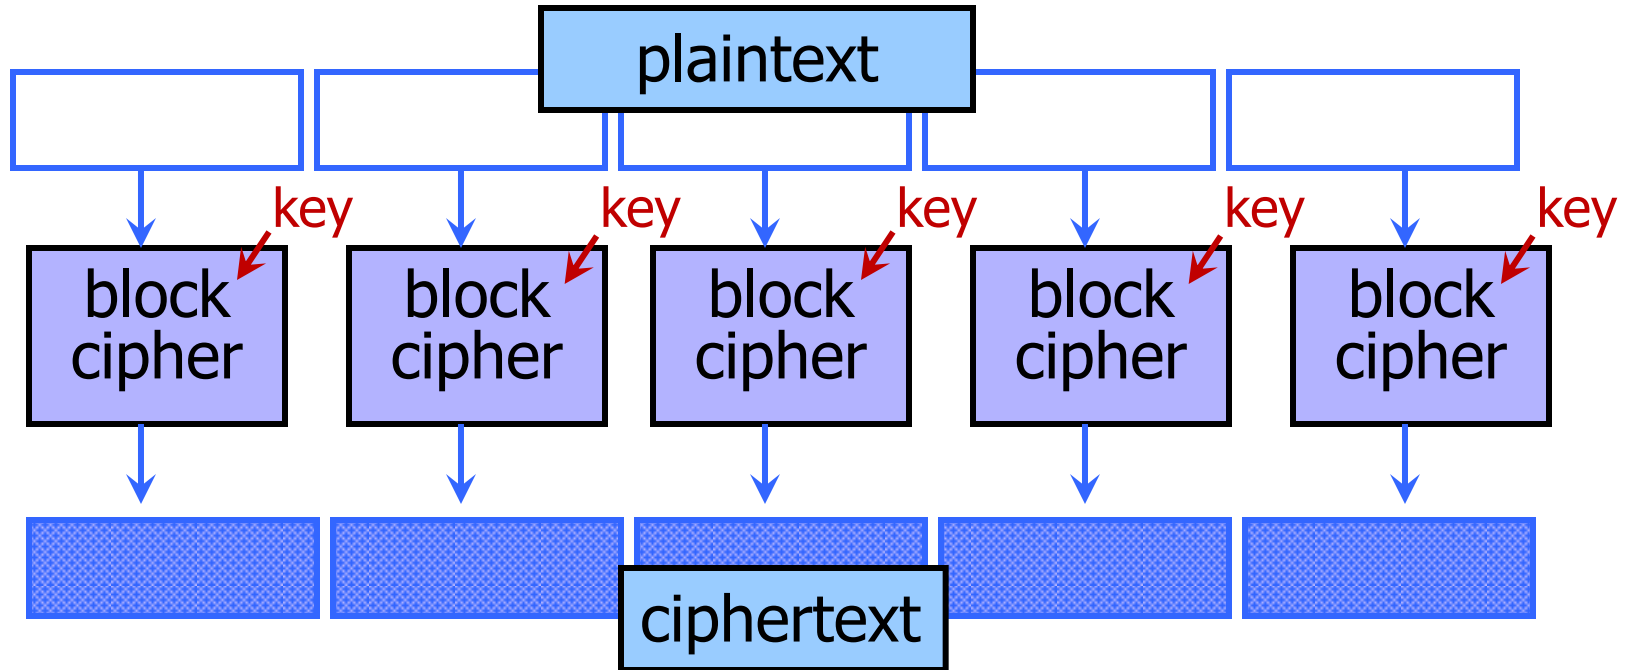 plaintext
key
key
key
key
key
block
cipher
block
cipher
block
cipher
block
cipher
block
cipher
ciphertext